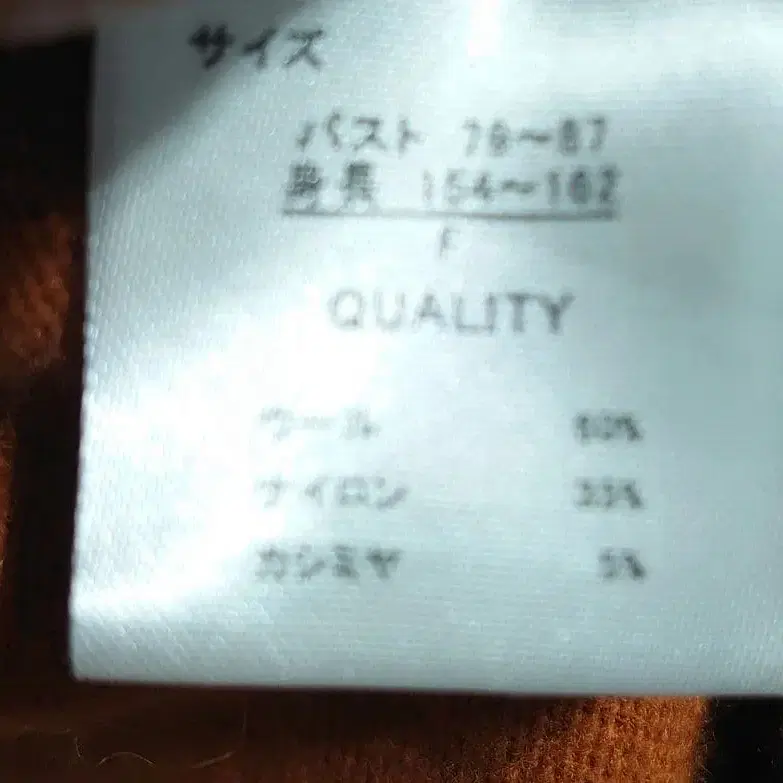 サイズ
バスト 79～87
身長 154～162
F
QUALITY
ウール 60%
ナイロン 35%
カシミヤ 5%